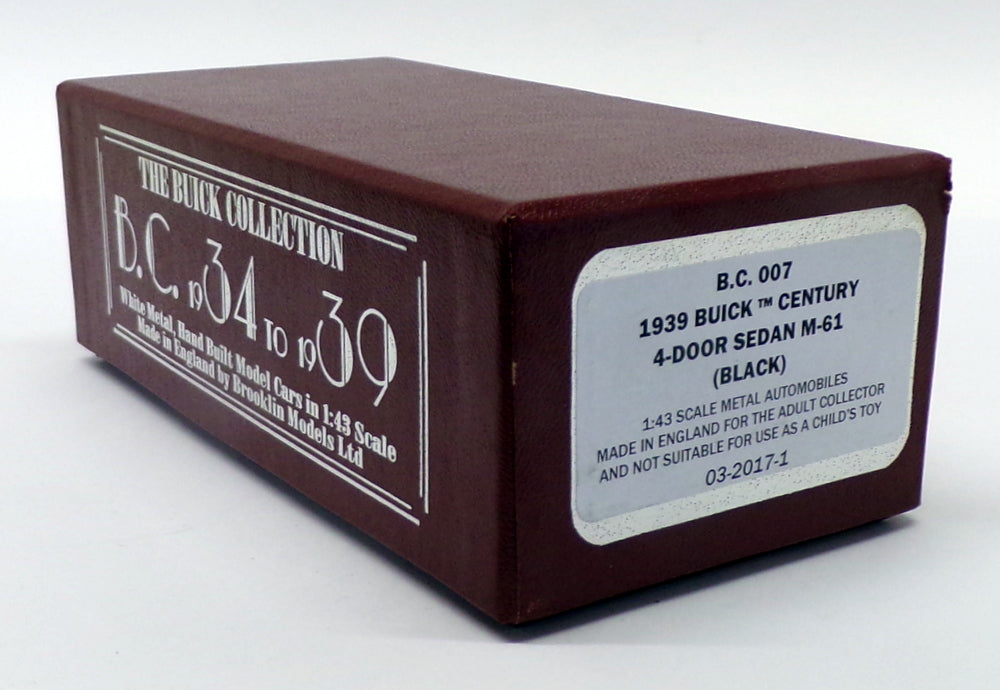 THE BUICK COLLECTION
B.C. 1934 TO 1939
White Metal, Hand Built Model Cars in 1:43 Scale
Made in England by Brooklin Models Ltd
B.C. 007
1939 BUICK ™ CENTURY
4-DOOR SEDAN M-61
(BLACK)
1:43 SCALE METAL AUTOMOBILES
MADE IN ENGLAND FOR THE ADULT COLLECTOR
AND NOT SUITABLE FOR USE AS A CHILD'S TOY
03-2017-1